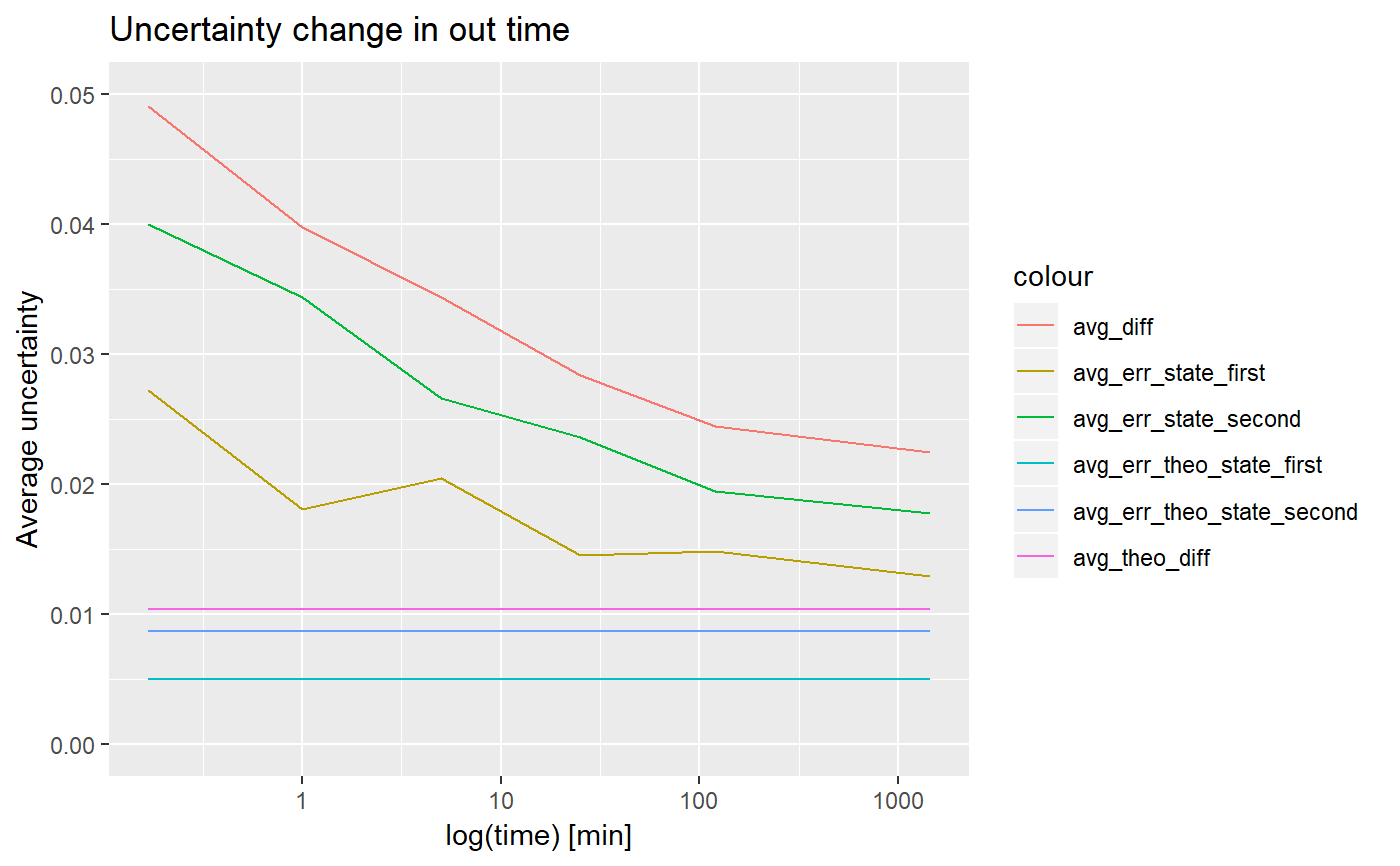 Uncertainty change in out time
0.05
0.04
0.03
0.02
0.01
0.00
Average uncertainty
1
10
100
1000
log(time) [min]
colour
avg_diff
avg_err_state_first
avg_err_state_second
avg_err_theo_state_first
avg_err_theo_state_second
avg_theo_diff